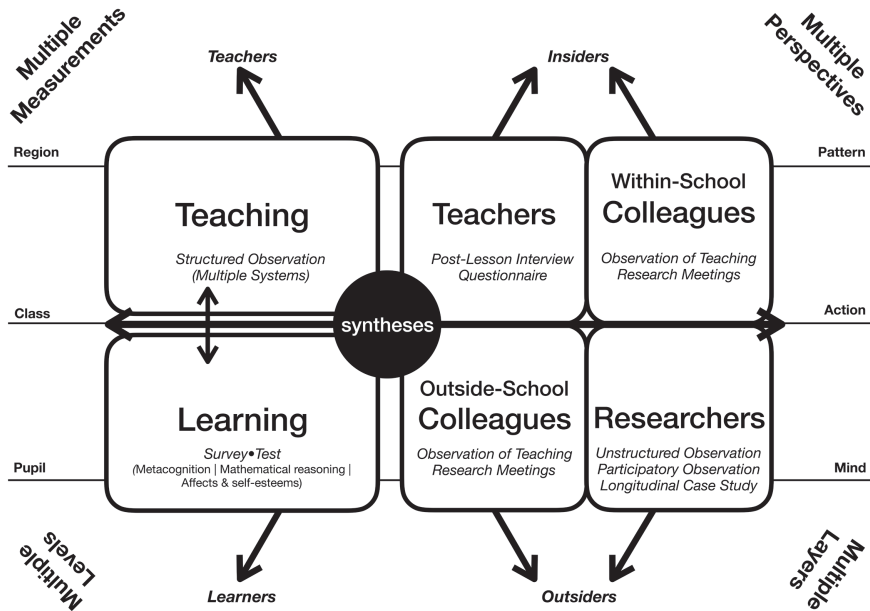 Multiple
Measurements
Multiple
Perspectives
Teachers
Insiders
Region
Pattern
Teaching
Structured Observation
(Multiple Systems)
Teachers
Post-Lesson Interview
Questionnaire
Within-School
Colleagues
Observation of Teaching
Research Meetings
Class
syntheses
Action
Learning
Survey•Test
(Metacognition | Mathematical reasoning |
Affects & self-esteems)
Outside-School
Colleagues
Observation of Teaching
Research Meetings
Researchers
Unstructured Observation
Participatory Observation
Longitudinal Case Study
Pupil
Mind
Multiple
Levels
Multiple
Layers
Learners
Outsiders